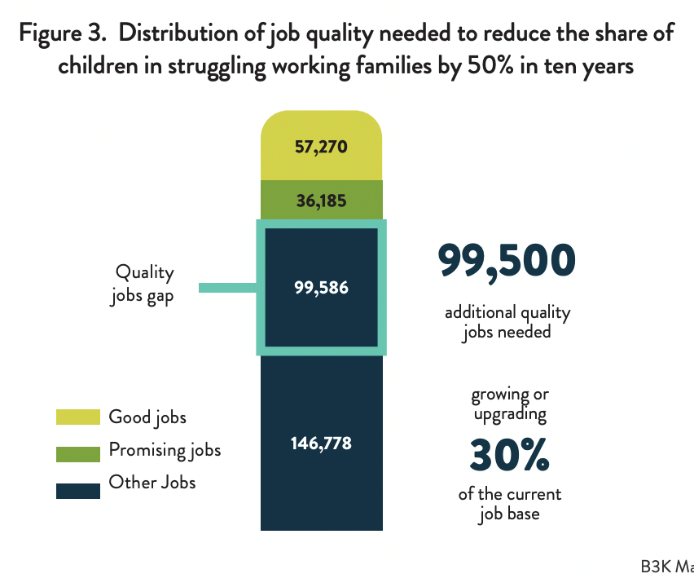 Figure 3. Distribution of job quality needed to reduce the share of
children in struggling working families by 50% in ten years
57,270
36,185
Quality
jobs gap
99,586
99,500
additional quality
jobs needed
growing or
upgrading
30%
of the current
job base
146,778
Good jobs
Promising jobs
Other Jobs
B3K Ma